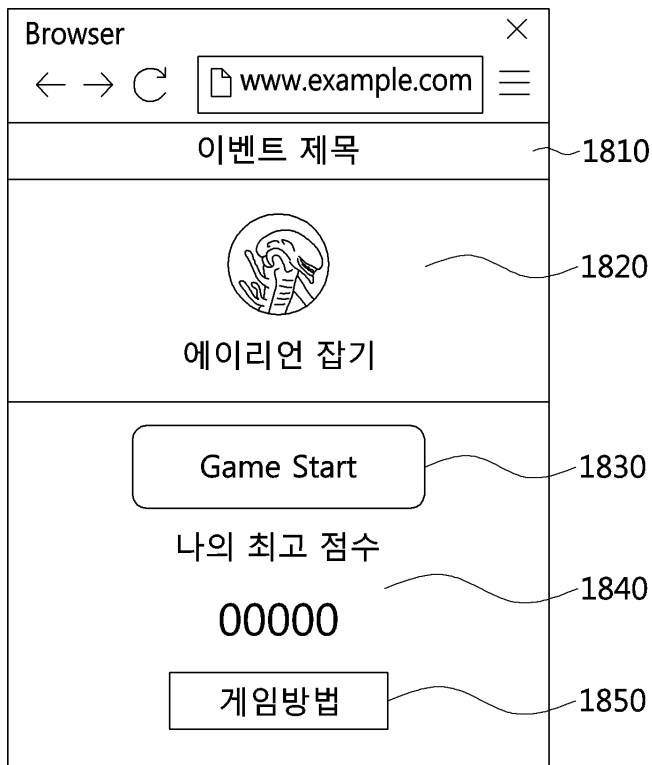 Browser
www.example.com
이벤트 제목
1810
1820
에이리언 잡기
Game Start
1830
나의 최고 점수
1840
00000
게임방법
1850